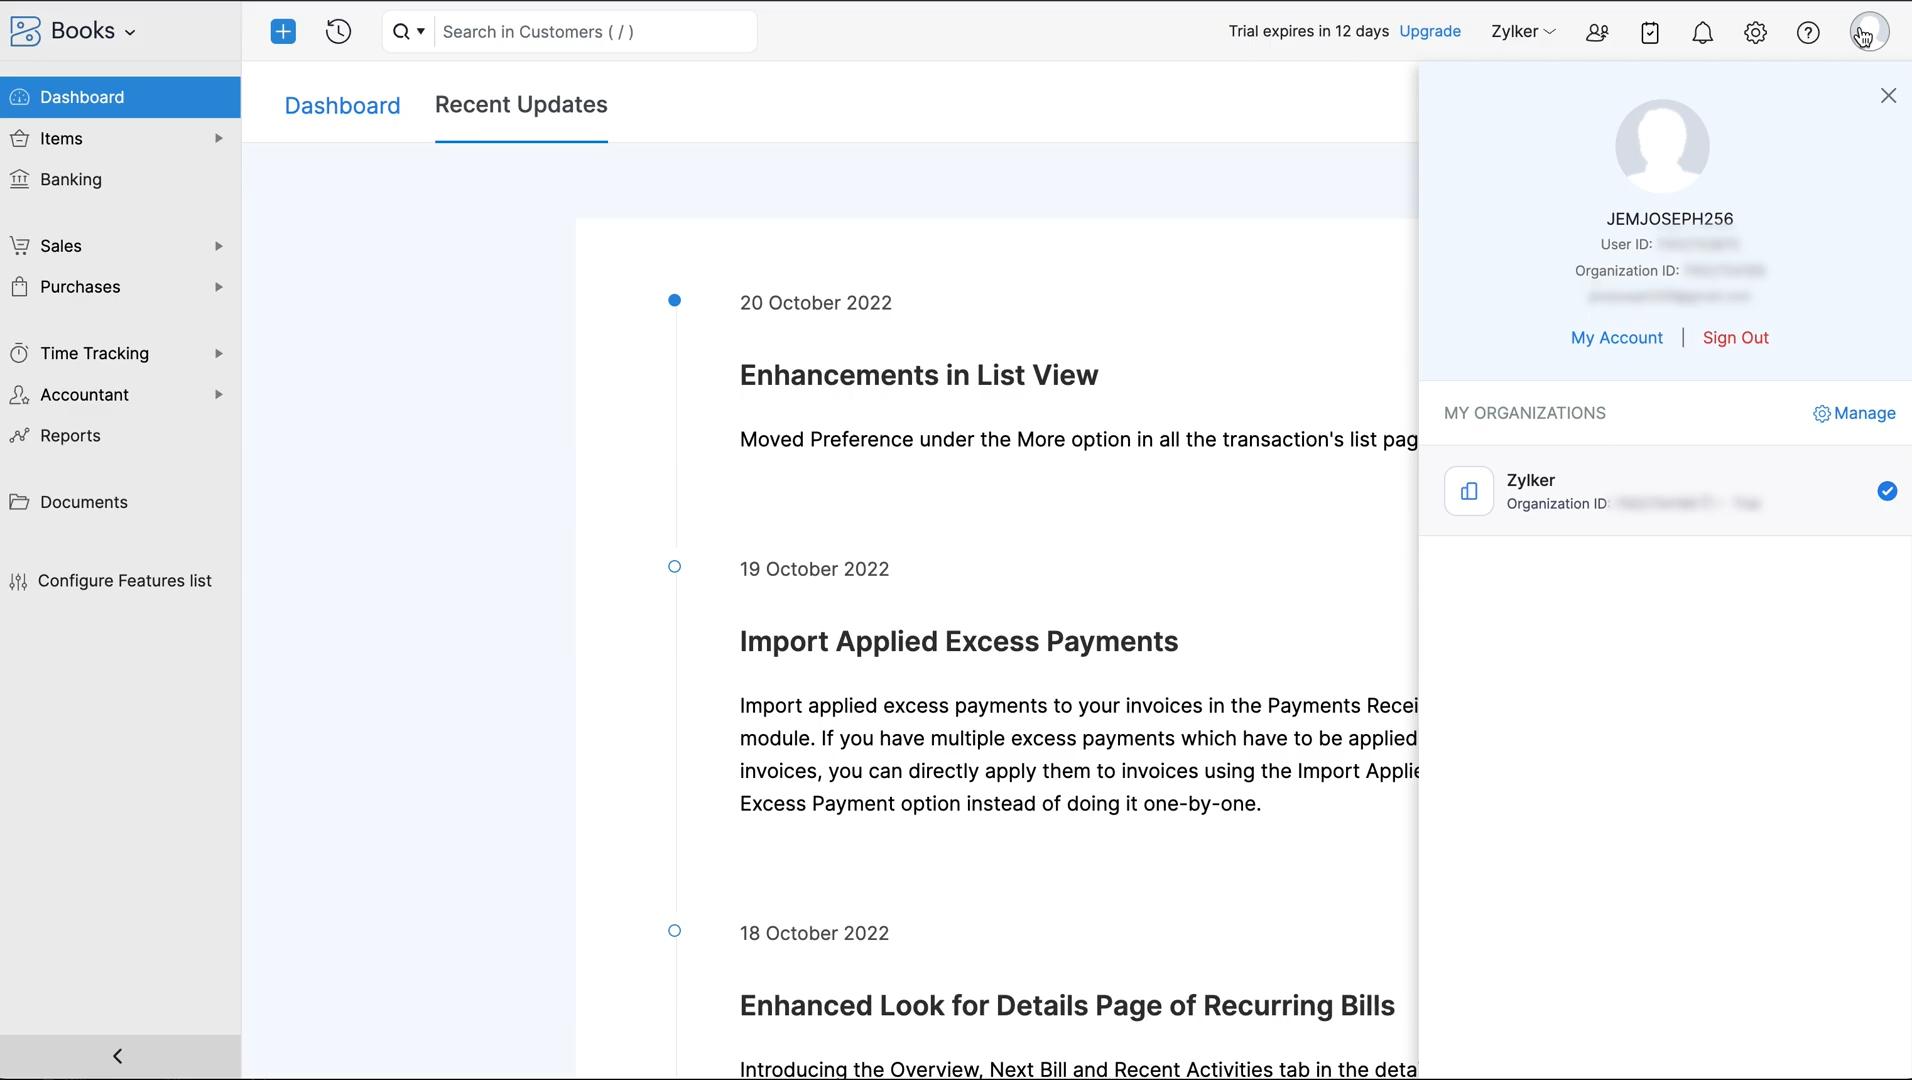 Books
Search in Customers ( / )
Trial expires in 12 days Upgrade
Zylker
Dashboard
Items
Banking
Sales
Purchases
Time Tracking
Accountant
Reports
Documents
Configure Features list
Dashboard
Recent Updates
20 October 2022
Enhancements in List View
Moved Preference under the More option in all the transaction's list pag
19 October 2022
Import Applied Excess Payments
Import applied excess payments to your invoices in the Payments Recei
module. If you have multiple excess payments which have to be applied
invoices, you can directly apply them to invoices using the Import Applie
Excess Payment option instead of doing it one-by-one.
18 October 2022
Enhanced Look for Details Page of Recurring Bills
Introducing the Overview, Next Bill and Recent Activities tab in the deta
JEMJOSEPH256
User ID:
Organization ID:
My Account | Sign Out
MY ORGANIZATIONS
Manage
Zylker
Organization ID: